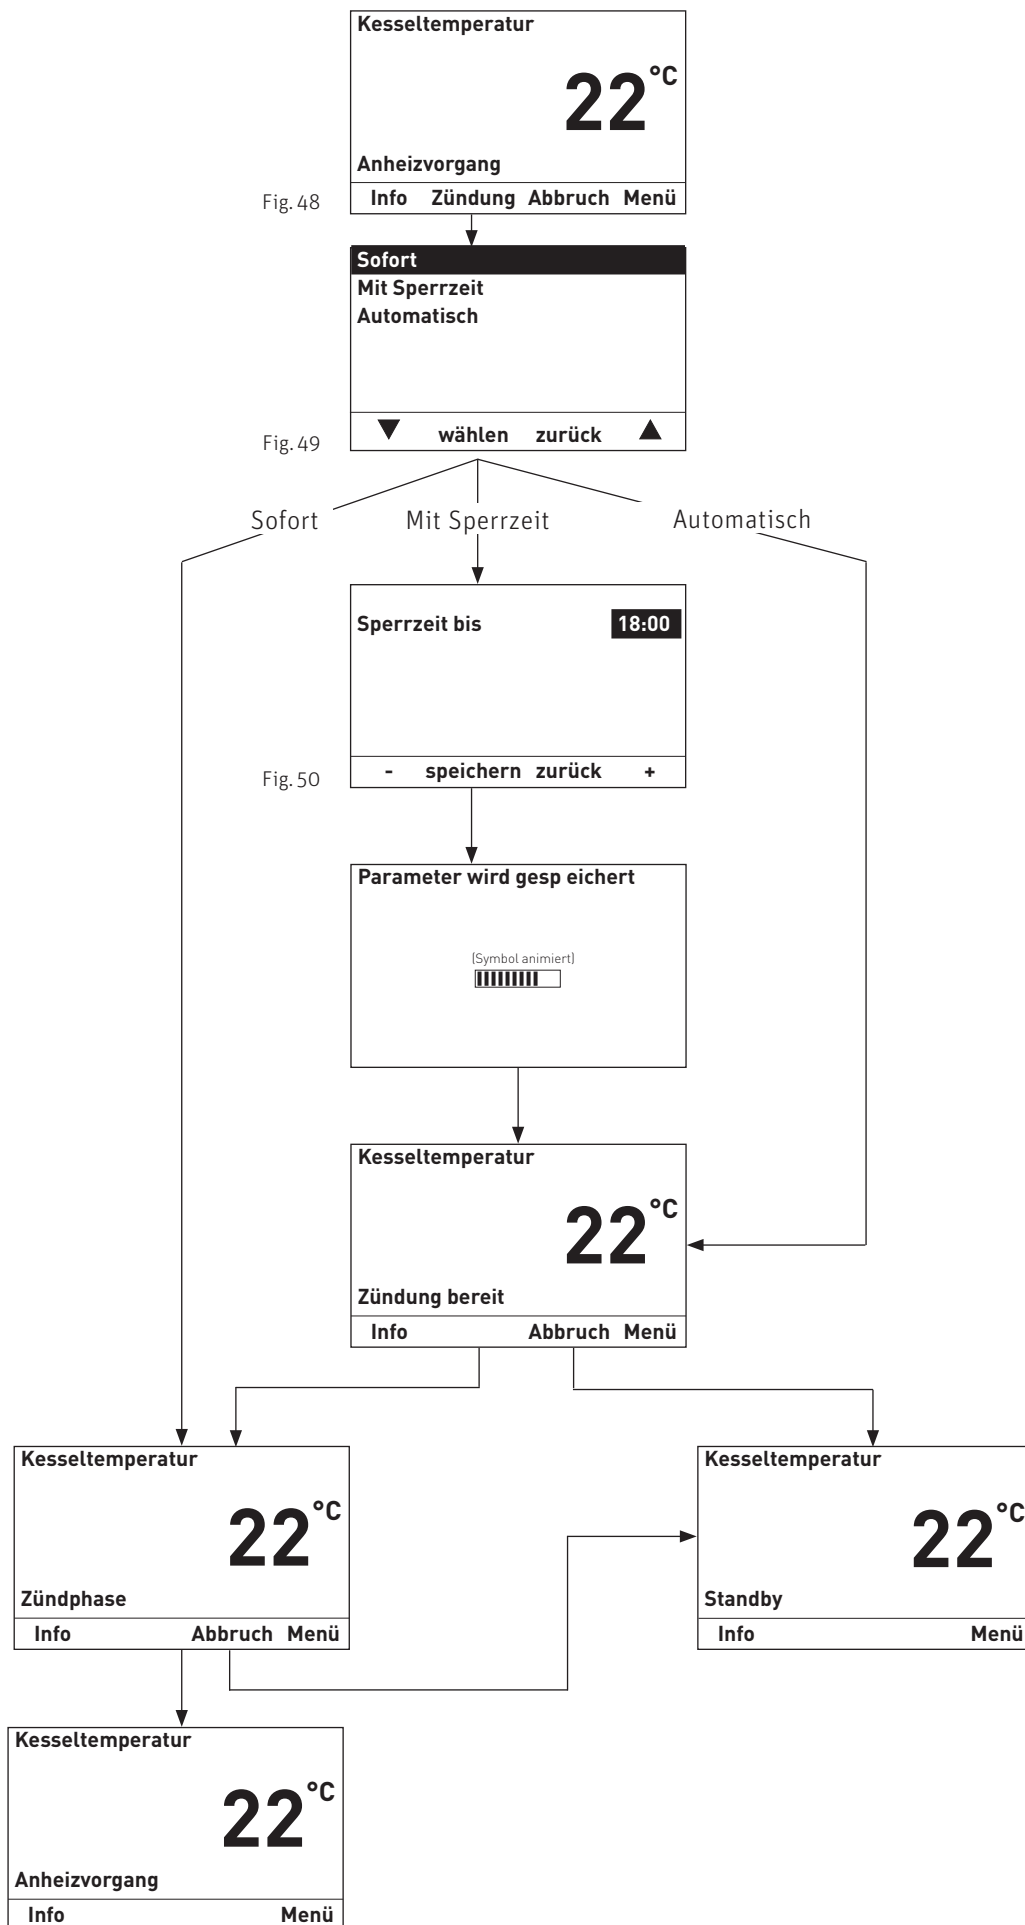 Kesseltemperatur
22 °C
Anheizvorgang
Info Zündung Abbruch Menü
Fig. 48
Sofort
Mit Sperrzeit
Automatisch
▼ wählen zurück ▲
Fig. 49
Sofort Mit Sperrzeit Automatisch
Sperrzeit bis 18:00
- speichern zurück +
Fig. 50
Parameter wird gesp eichert
(Symbol animiert)
Kesseltemperatur
22 °C
Zündung bereit
Info Abbruch Menü
Kesseltemperatur
22 °C
Zündphase
Info Abbruch Menü
Kesseltemperatur
22 °C
Standby
Info Menü
Kesseltemperatur
22 °C
Anheizvorgang
Info Menü